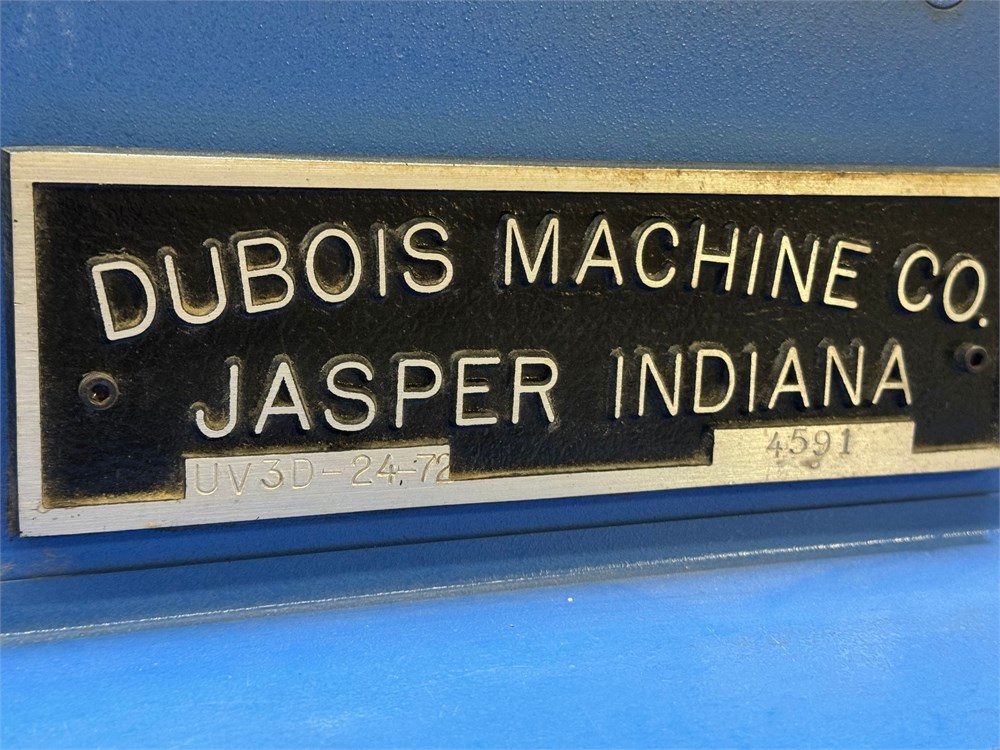 DUBOIS MACHINE CO.
JASPER INDIANA
UV3D-24-72 4591